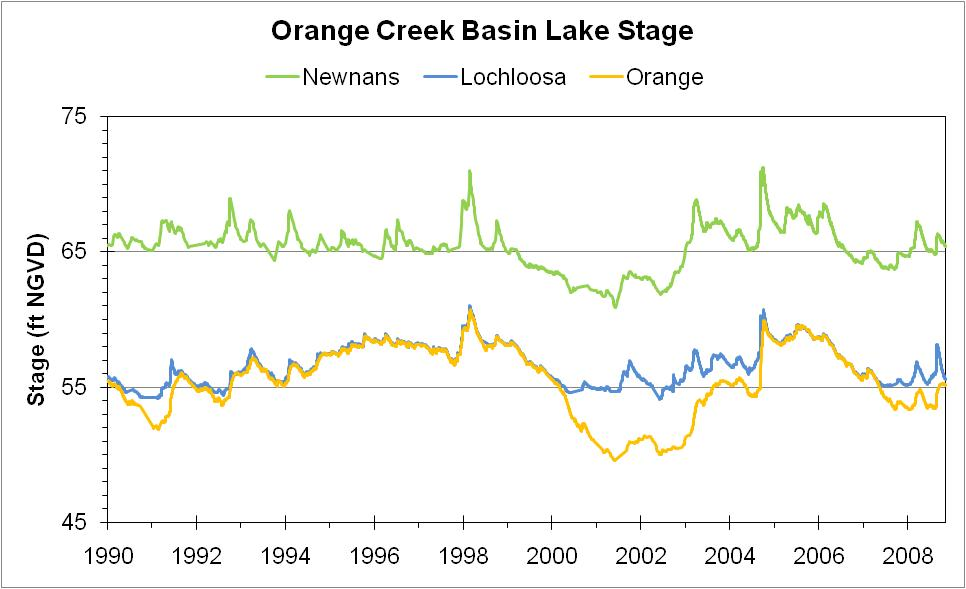 Orange Creek Basin Lake Stage
Newnans Lochloosa Orange
75
65
55
45
Stage (ft NGVD)
1990 1992 1994 1996 1998 2000 2002 2004 2006 2008